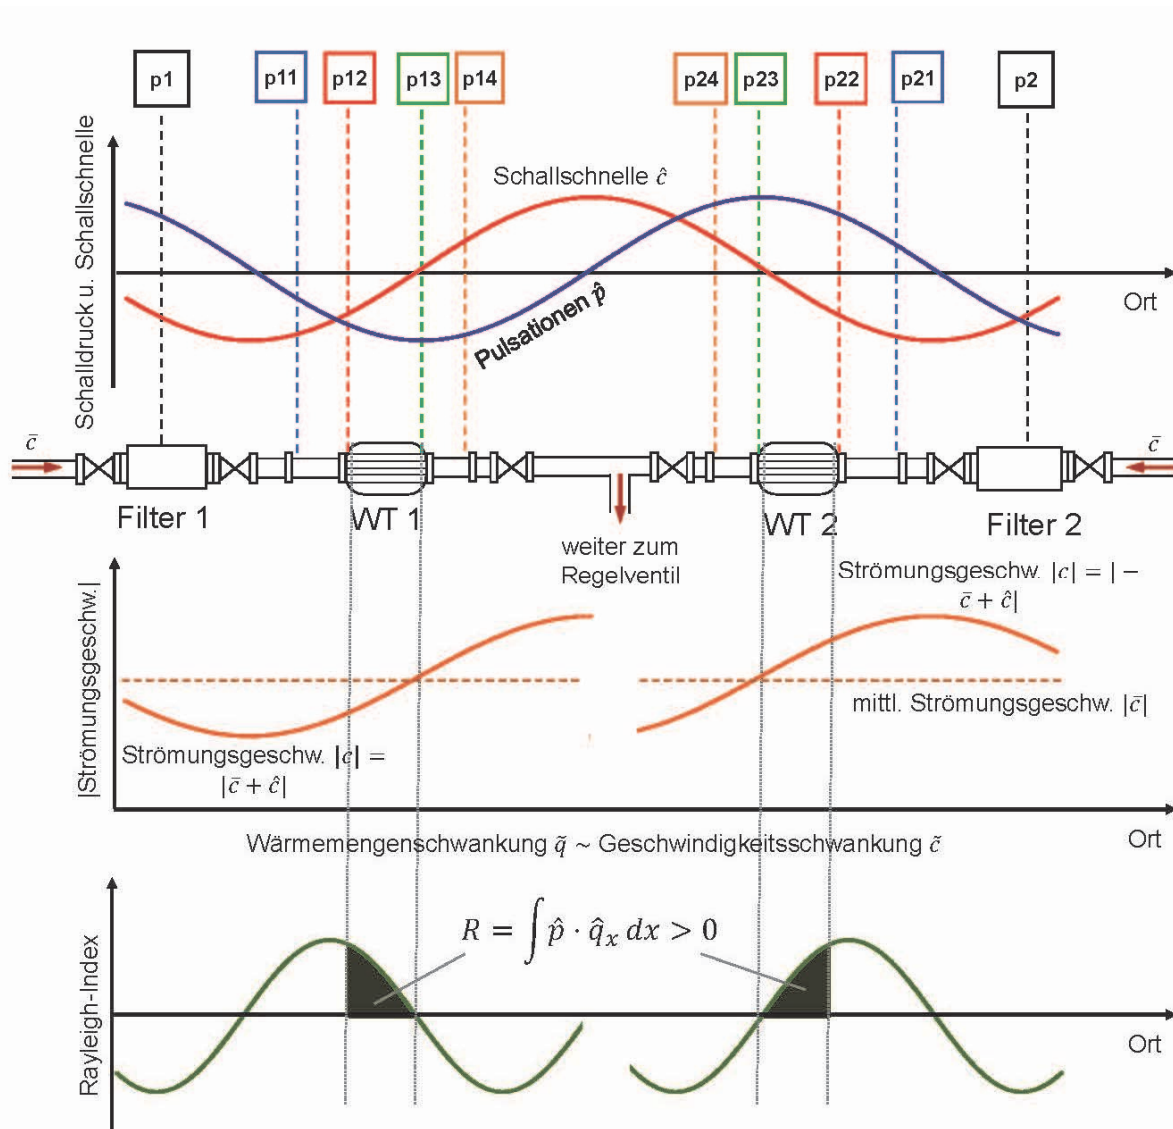 p1 p11 p12 p13 p14 p24 p23 p22 p21 p2
Schalldruck u. Schallschnelle
Schallschnelle ĉ
Pulsationen p̂
Ort
c̄
c̄
Filter 1
WT 1
WT 2
Filter 2
weiter zum
Regelventil
|Strömungsgeschw.|
Strömungsgeschw. |c| = | −
c̄ + ĉ|
mittl. Strömungsgeschw. |c̄|
Strömungsgeschw. |c| =
|c̄ + ĉ|
Wärmemengenschwankung q̃ ~ Geschwindigkeitsschwankung c̃
Ort
Rayleigh-Index
R = ∫ p̂ · q̂ₓ dx > 0
Ort